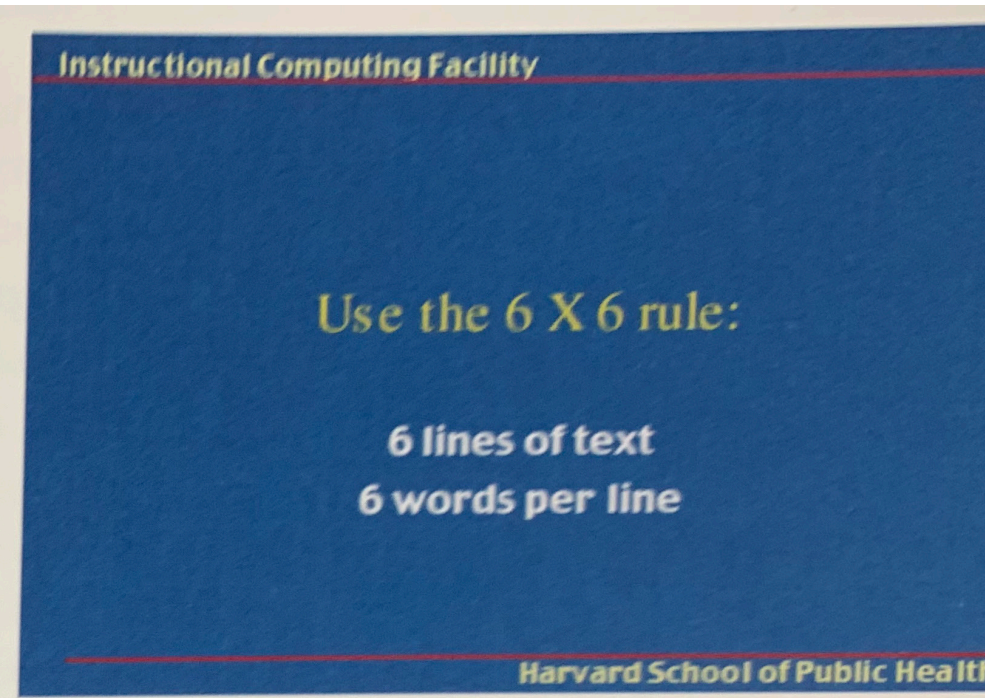 Instructional Computing Facility
Use the 6 X 6 rule:
6 lines of text
6 words per line
Harvard School of Public Health